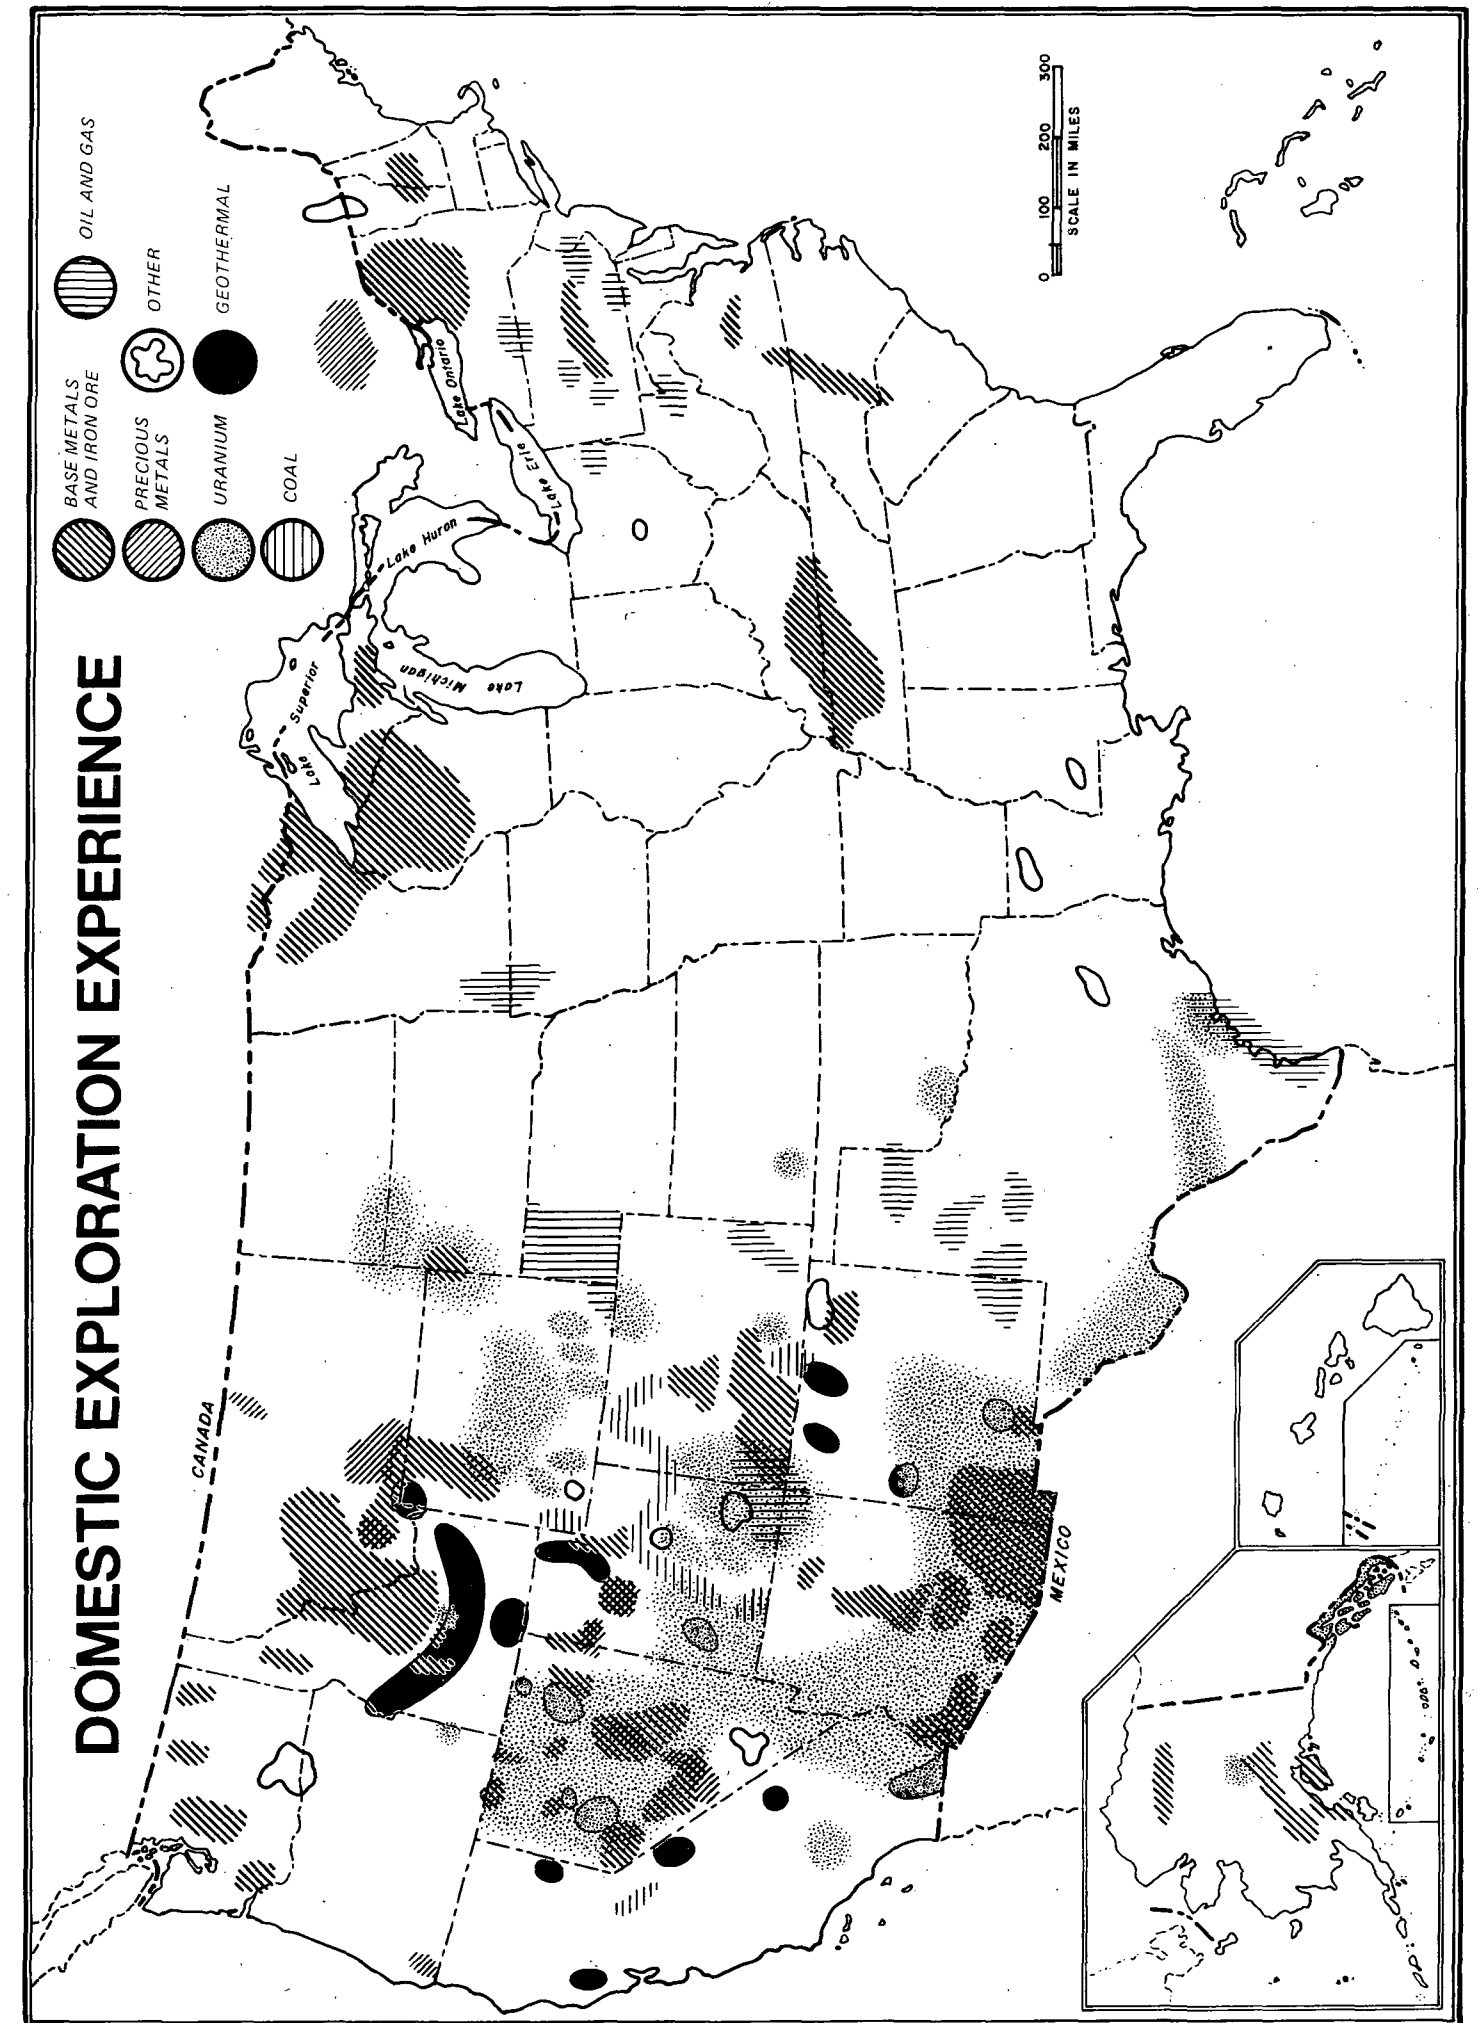 DOMESTIC EXPLORATION EXPERIENCE
BASE METALS
AND IRON ORE
PRECIOUS
METALS
URANIUM
COAL
OIL AND GAS
OTHER
GEOTHERMAL
CANADA
Lake Superior
Lake Michigan
Lake Huron
Lake Erie
Lake Ontario
MEXICO
0 100 200 300
SCALE IN MILES